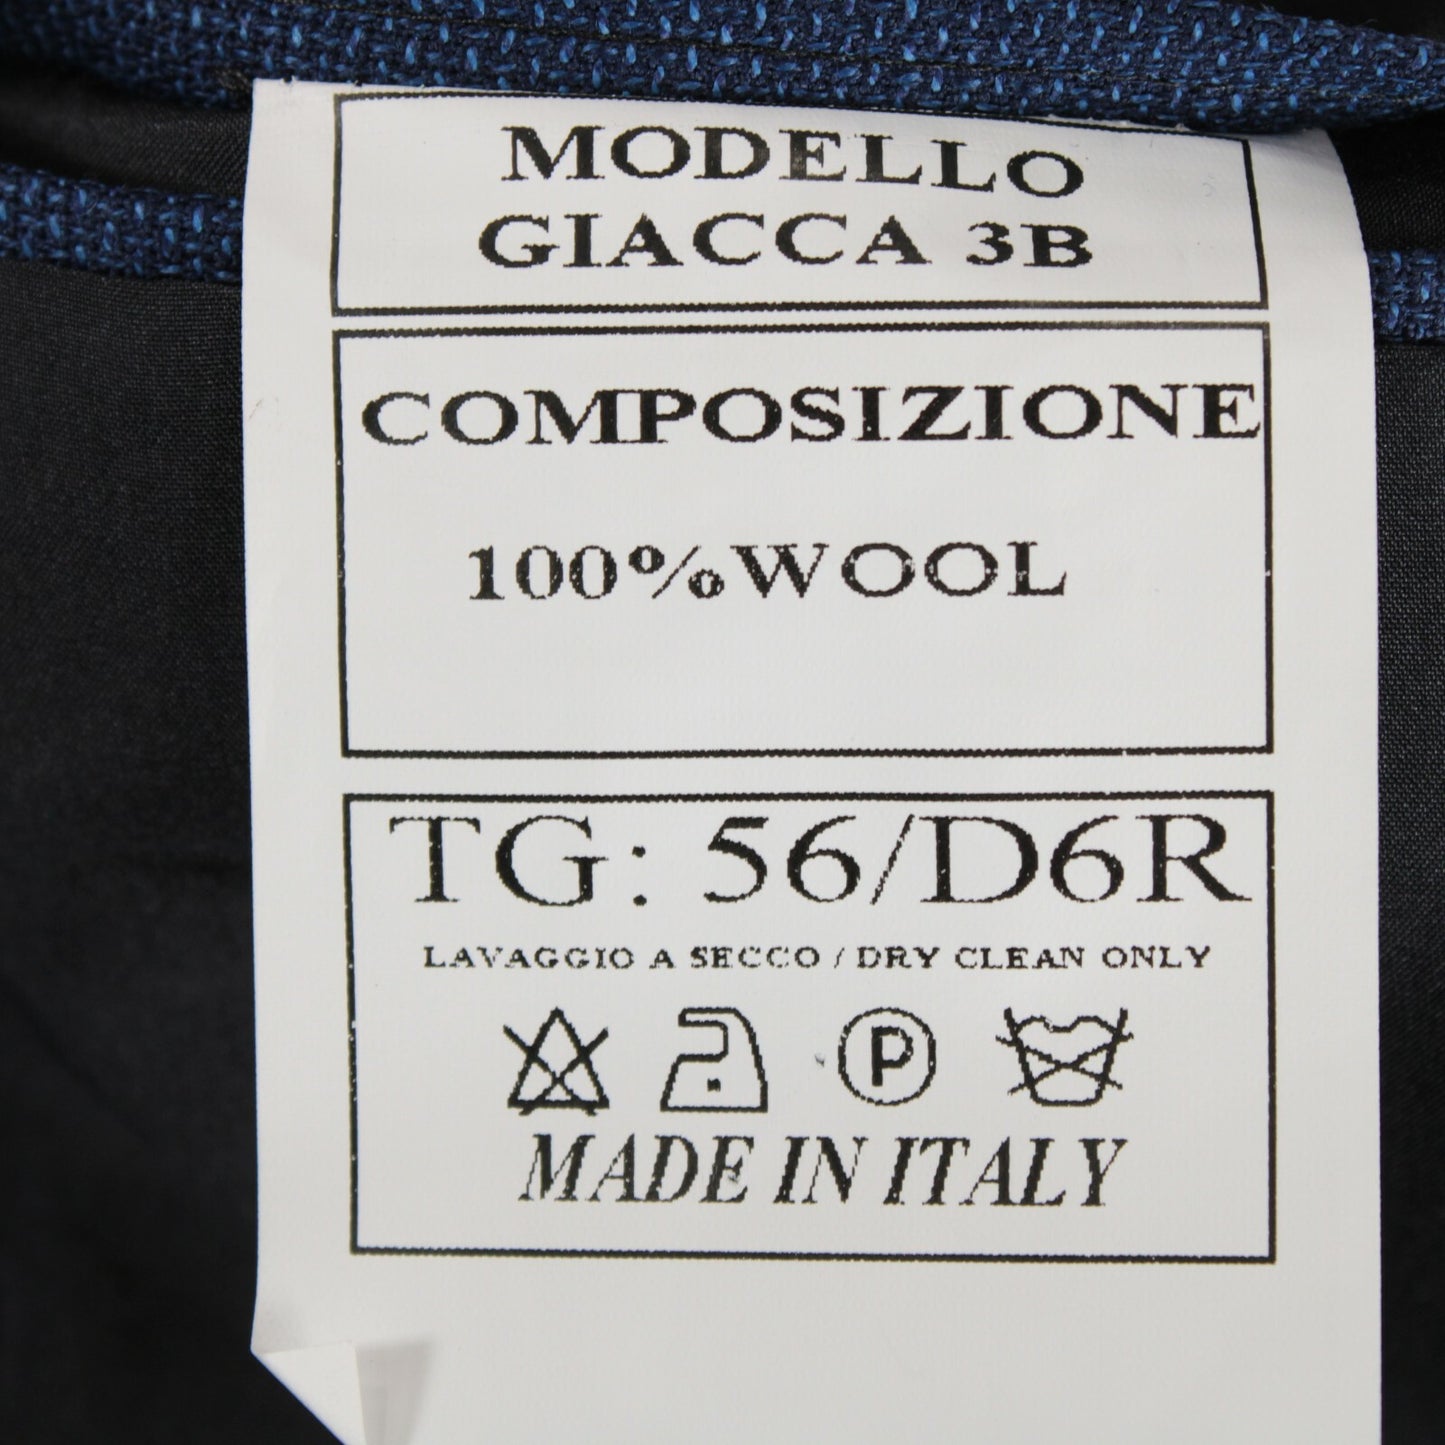 MODELLO
GIACCA 3B
COMPOSIZIONE
100%WOOL
TG: 56/D6R
LAVAGGIO A SECCO / DRY CLEAN ONLY
P
MADE IN ITALY